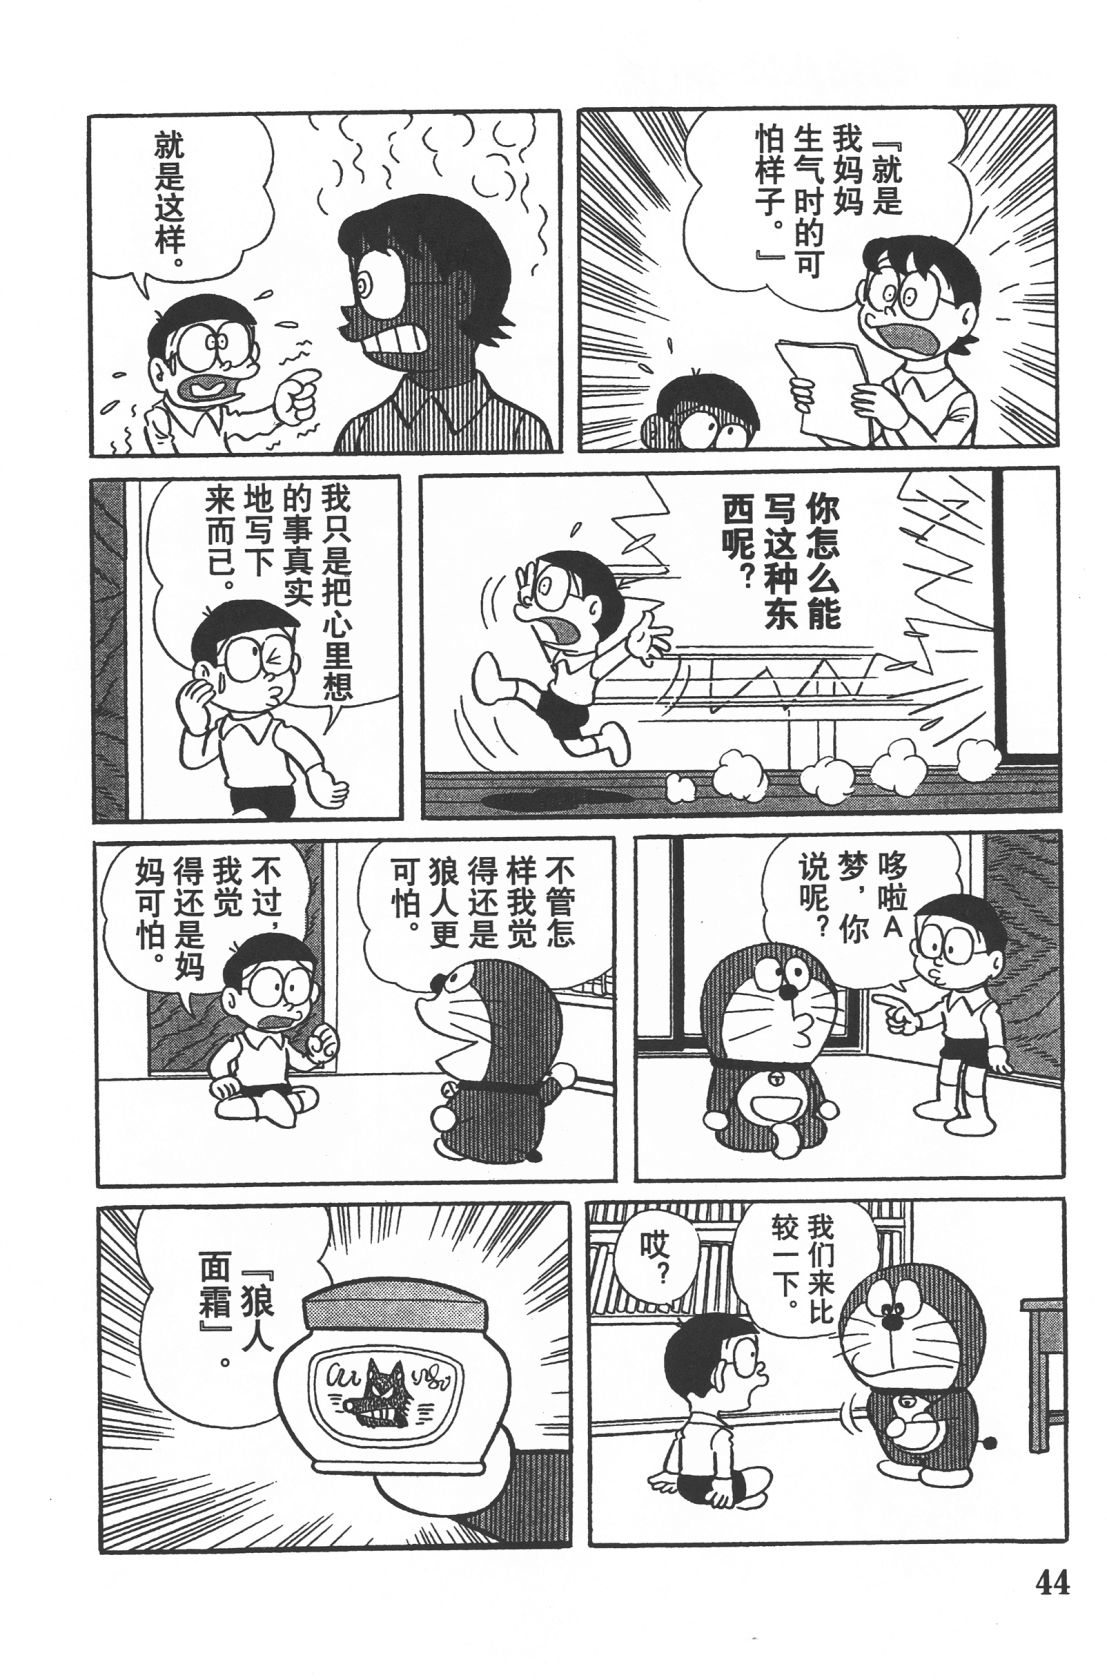 『就是
我妈妈
生气时的可
怕样子。』
就是这样。
你怎么能
写这种东
西呢？
我只是把心里想
的事真实
地写下
来而已。
哆啦A
梦，你
说呢？
不管怎
样我觉
得还是
狼人更
可怕。
不过，
我觉
得还是妈
妈可怕。
我们来比
较一下。
哎？
『狼人
面霜』。
44